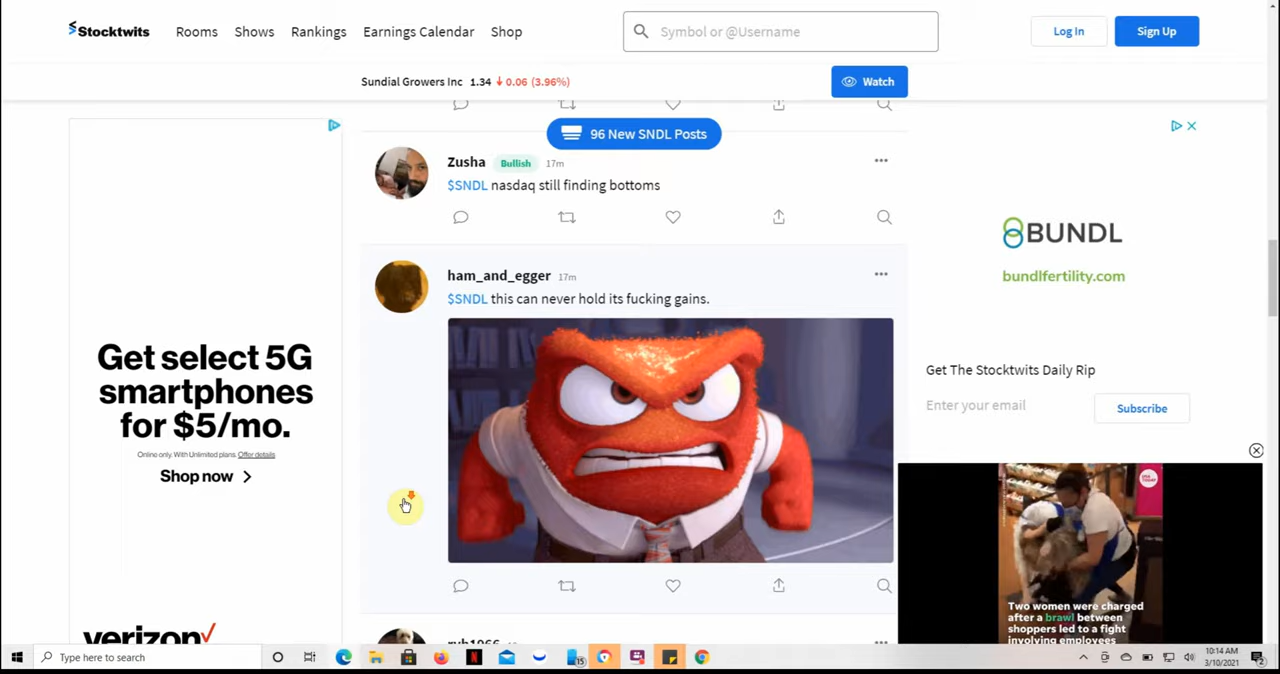 Stocktwits
Rooms
Shows
Rankings
Earnings Calendar
Shop
Symbol or @Username
Log In
Sign Up
Sundial Growers Inc 1.34 ↓ 0.06 (3.96%)
Watch
96 New SNDL Posts
Zusha Bullish 17m
$SNDL nasdaq still finding bottoms
ham_and_egger 17m
$SNDL this can never hold its fucking gains.
Get select 5G
smartphones
for $5/mo.
Online only. With Unlimited plans. Offer details
Shop now >
verizon
BUNDL
bundlfertility.com
Get The Stocktwits Daily Rip
Enter your email
Subscribe
Two women were charged
after a brawl between
shoppers led to a fight
involving employees
Type here to search
15
10:14 AM
3/10/2021
2